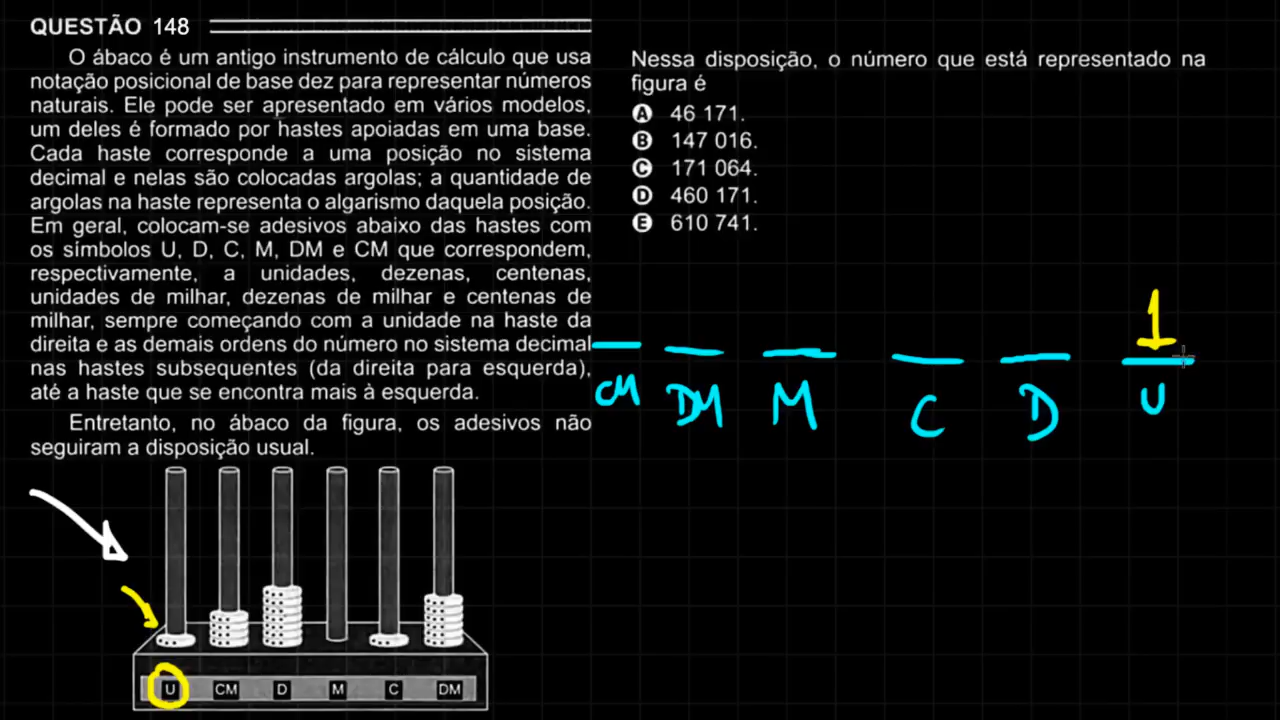 QUESTÃO 148
O ábaco é um antigo instrumento de cálculo que usa
notação posicional de base dez para representar números
naturais. Ele pode ser apresentado em vários modelos,
um deles é formado por hastes apoiadas em uma base.
Cada haste corresponde a uma posição no sistema
decimal e nelas são colocadas argolas; a quantidade de
argolas na haste representa o algarismo daquela posição.
Em geral, colocam-se adesivos abaixo das hastes com
os símbolos U, D, C, M, DM e CM que correspondem,
respectivamente, a unidades, dezenas, centenas,
unidades de milhar, dezenas de milhar e centenas de
milhar, sempre começando com a unidade na haste da
direita e as demais ordens do número no sistema decimal
nas hastes subsequentes (da direita para esquerda),
até a haste que se encontra mais à esquerda.
Entretanto, no ábaco da figura, os adesivos não
seguiram a disposição usual.
U CM D M C DM
Nessa disposição, o número que está representado na
figura é
A 46 171.
B 147 016.
C 171 064.
D 460 171.
E 610 741.
1
CM DM M C D U